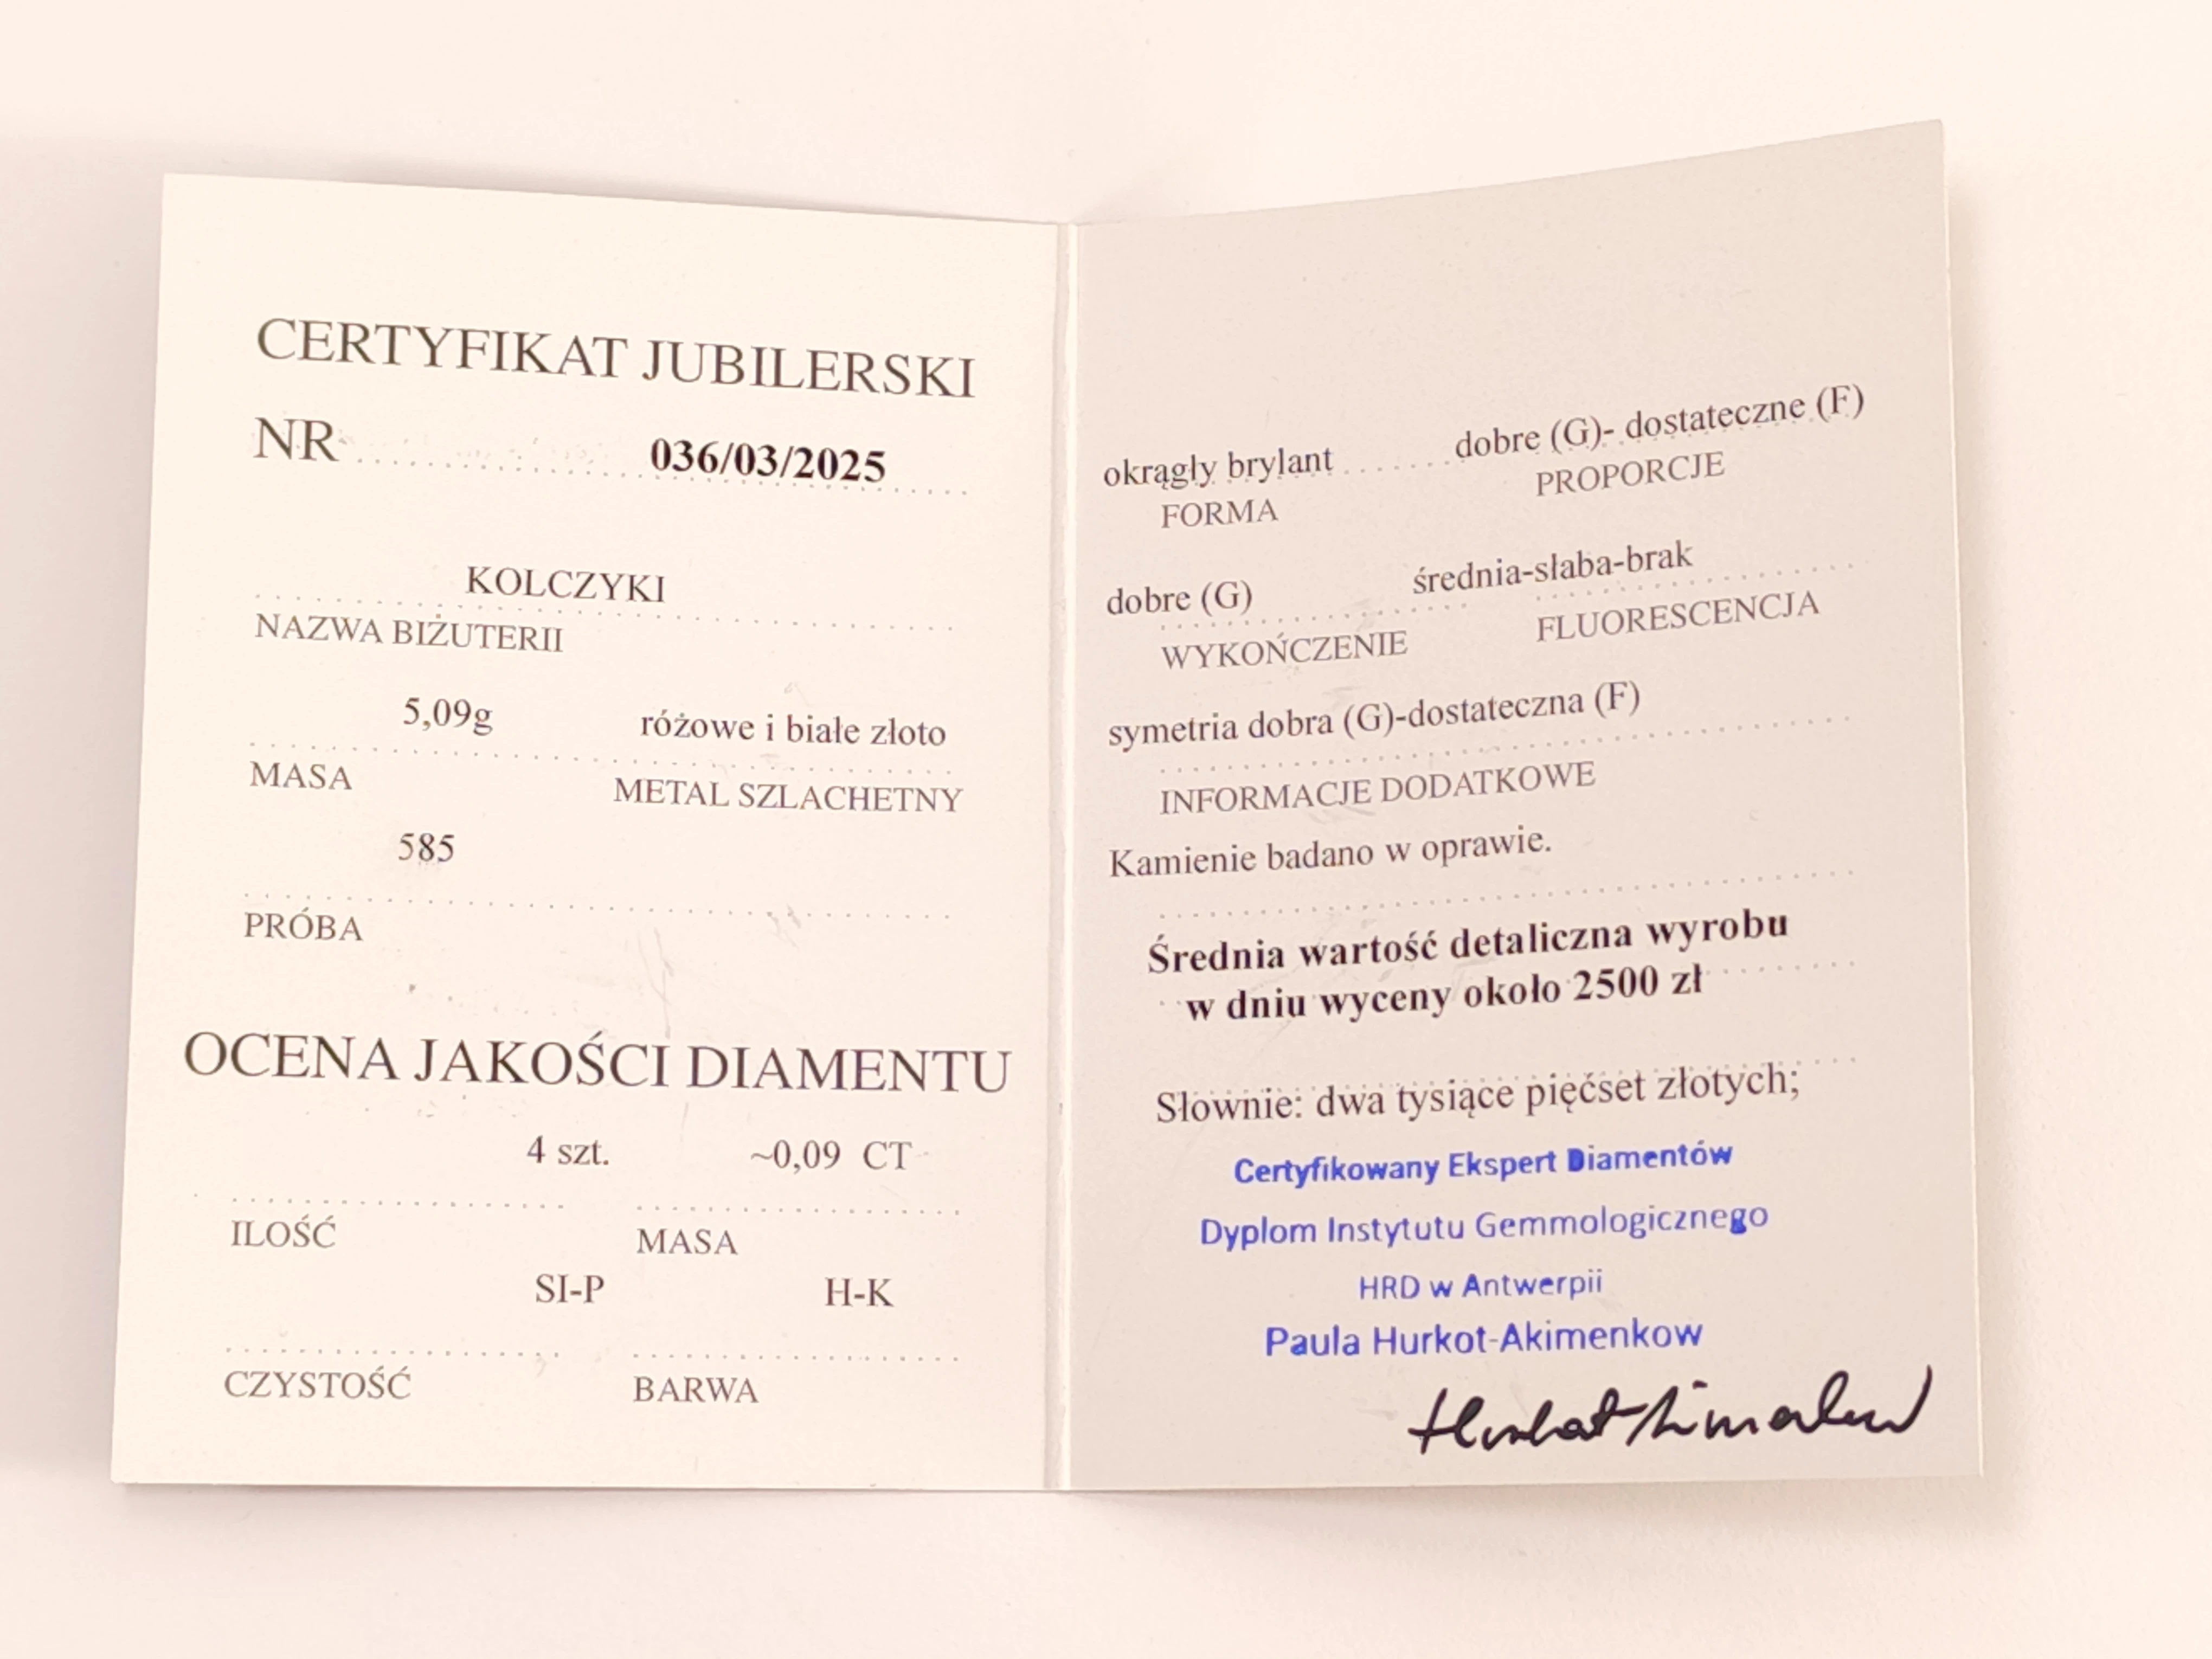 CERTYFIKAT JUBILERSKI
NR 036/03/2025
KOLCZYKI
NAZWA BIŻUTERII
5,09g różowe i białe złoto
MASA METAL SZLACHETNY
585
PRÓBA
OCENA JAKOŚCI DIAMENTU
4 szt. ~0,09 CT
ILOŚĆ MASA
SI-P H-K
CZYSTOŚĆ BARWA
okrągły brylant dobre (G)- dostateczne (F)
FORMA PROPORCJE
dobre (G) średnia-słaba-brak
WYKOŃCZENIE FLUORESCENCJA
symetria dobra (G)-dostateczna (F)
INFORMACJE DODATKOWE
Kamienie badano w oprawie.
Średnia wartość detaliczna wyrobu
w dniu wyceny około 2500 zł
Słownie: dwa tysiące pięćset złotych;
Certyfikowany Ekspert Diamentów
Dyplom Instytutu Gemmologicznego
HRD w Antwerpii
Paula Hurkot-Akimenkow